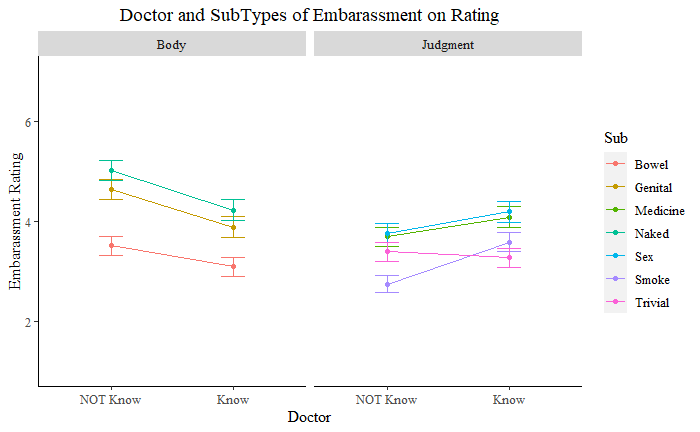 Doctor and SubTypes of Embarassment on Rating
Body
Judgment
Embarassment Rating
6
4
2
NOT Know
Know
NOT Know
Know
Doctor
Sub
Bowel
Genital
Medicine
Naked
Sex
Smoke
Trivial